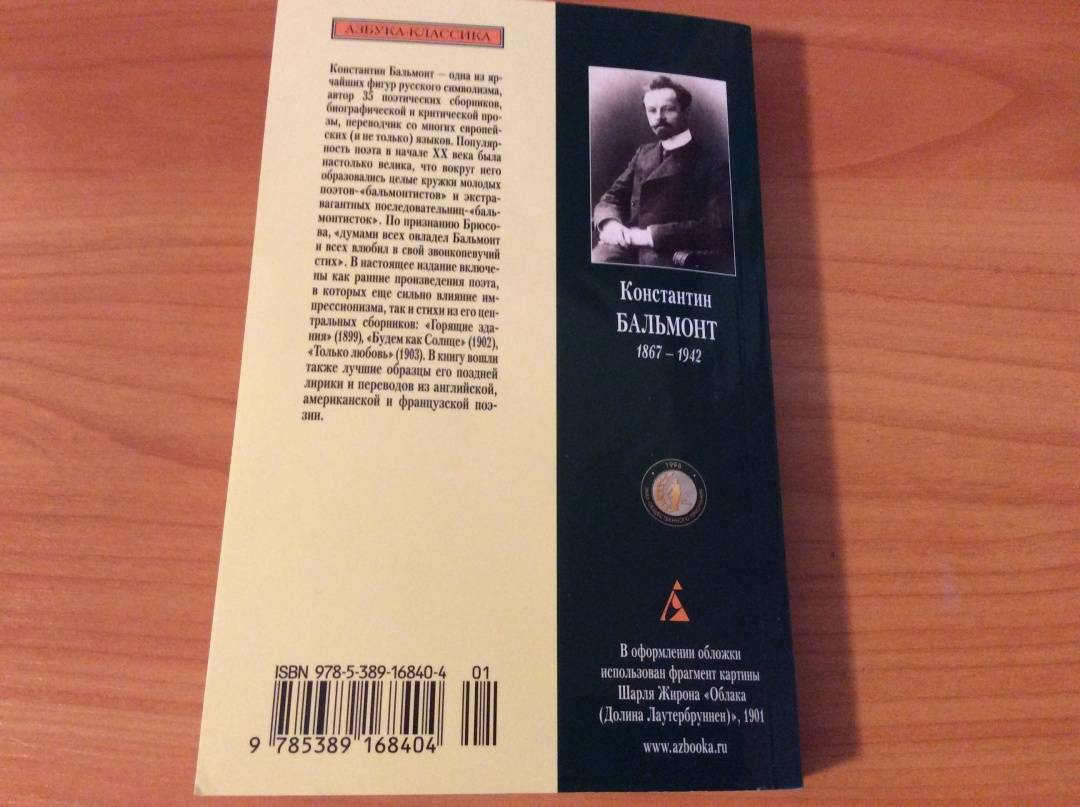 АЗБУКА-КЛАССИКА
Константин Бальмонт – одна из яр-
чайших фигур русского символизма,
автор 35 поэтических сборников,
биографической и критической про-
зы, переводчик со многих европей-
ских (и не только) языков. Популяр-
ность поэта в начале XX века была
настолько велика, что вокруг него
образовались целые кружки молодых
поэтов-«бальмонтистов» и экстра-
вагантных последовательниц-«баль-
монтисток». По признанию Брюсо-
ва, «думами всех овладел Бальмонт
и всех влюбил в свой звонкопевучий
стих». В настоящее издание включе-
ны как ранние произведения поэта,
в которых еще сильно влияние им-
прессионизма, так и стихи из его цен-
тральных сборников: «Горящие зда-
ния» (1899), «Будем как Солнце» (1902),
«Только любовь» (1903). В книгу вошли
также лучшие образцы его поздней
лирики и переводов из английской,
американской и французской поэ-
зии.
ISBN 978-5-389-16840-4
01
9 785389 168404
Константин
БАЛЬМОНТ
1867 – 1942
1998
В оформлении обложки
использован фрагмент картины
Шарля Жирона «Облака
(Долина Лаутербруннен)», 1901
www.azbooka.ru